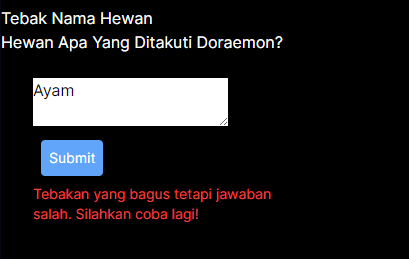 Tebak Nama Hewan
Hewan Apa Yang Ditakuti Doraemon?
Ayam
Submit
Tebakan yang bagus tetapi jawaban
salah. Silahkan coba lagi!